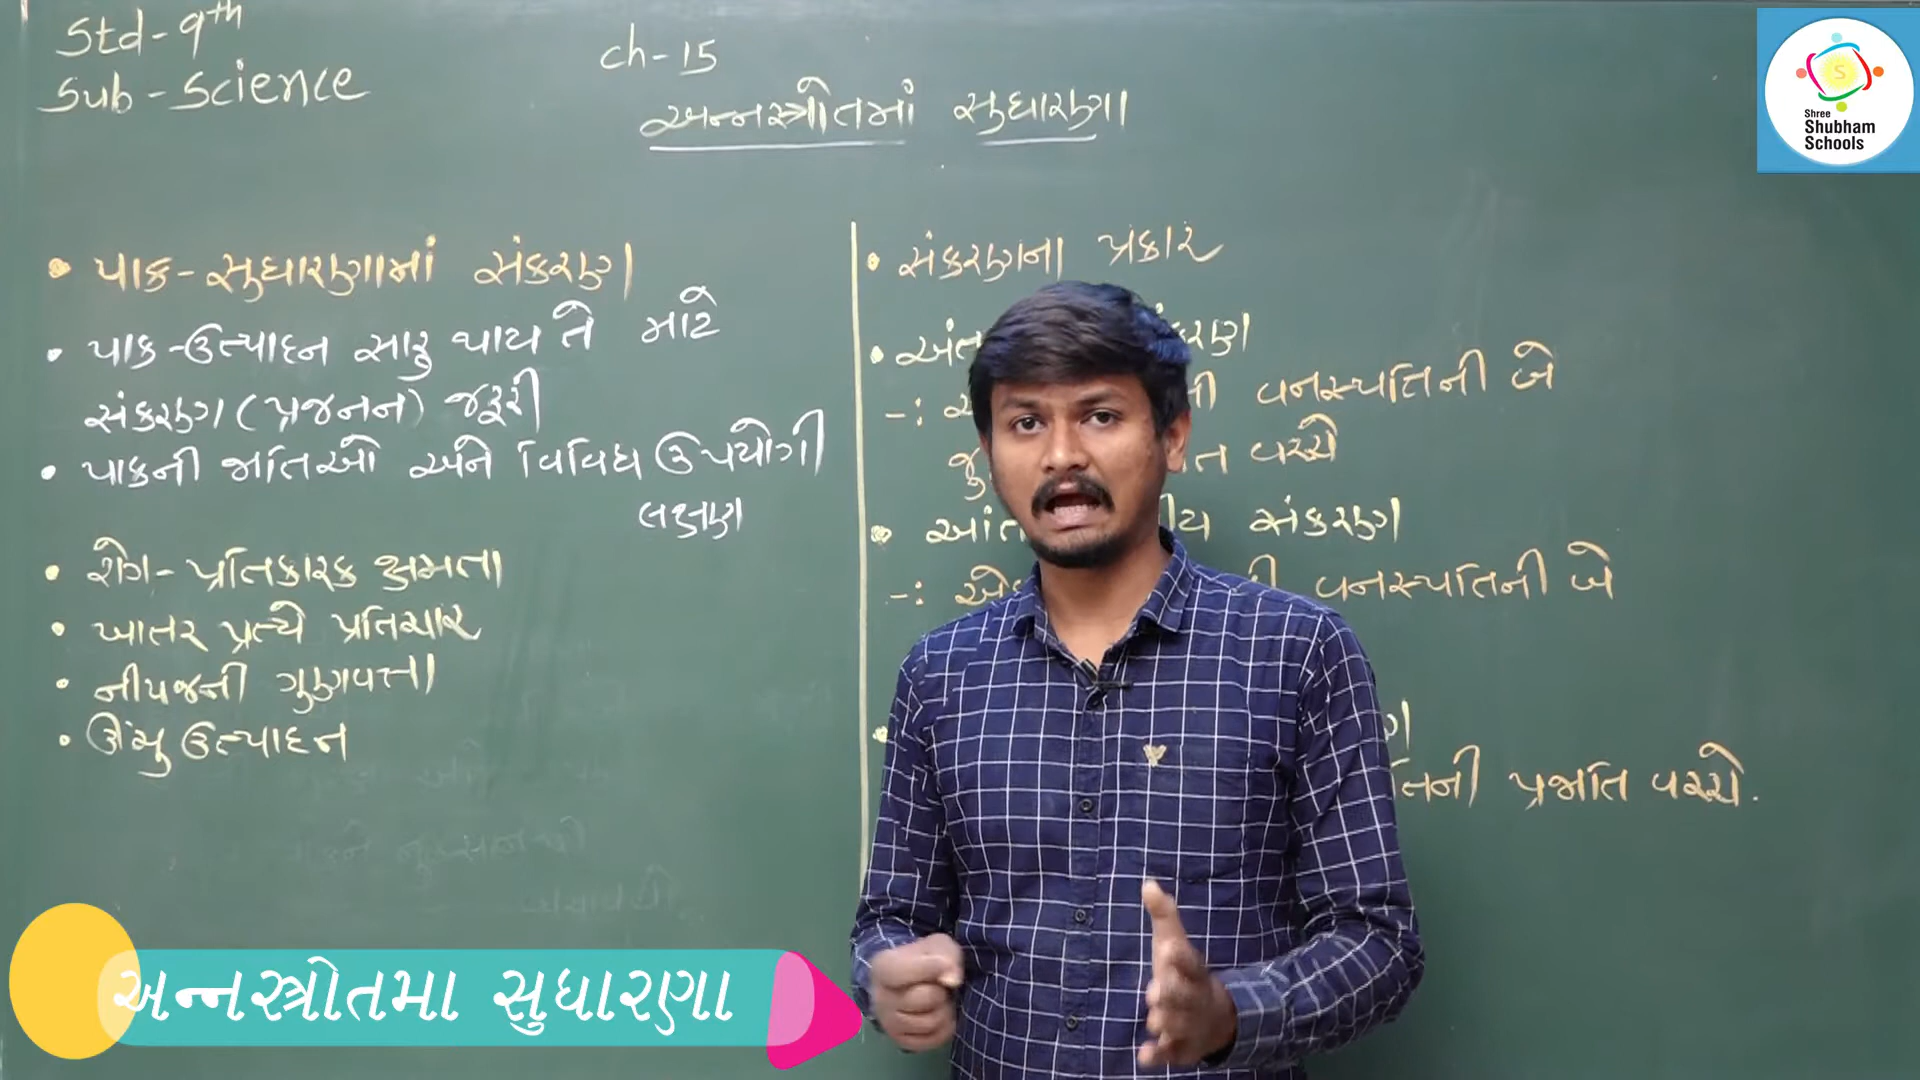 Std-9th
Sub-Science
ch-15
અન્નસ્ત્રોતમાં સુધારણા
Shree
Shubham
Schools
• પાક-સુધારણામાં સંકરણ
• પાક-ઉત્પાદન સારુ થાય તે માટે
સંકરણ (પ્રજનન) જરૂરી
• પાકની જાતિઓ અને વિવિધ ઉપયોગી
લક્ષણ
• રોગ-પ્રતિકારક ક્ષમતા
• ખાતર પ્રત્યે પ્રતિચાર
• નીપજની ગુણવત્તા
• ઊંચુ ઉત્પાદન
• સંકરણના પ્રકાર
વનસ્પતિની બે
વચ્ચે
સંકરણ
વનસ્પતિની બે
પ્રજાતિ વચ્ચે.
અન્નસ્ત્રોતમા સુધારણા